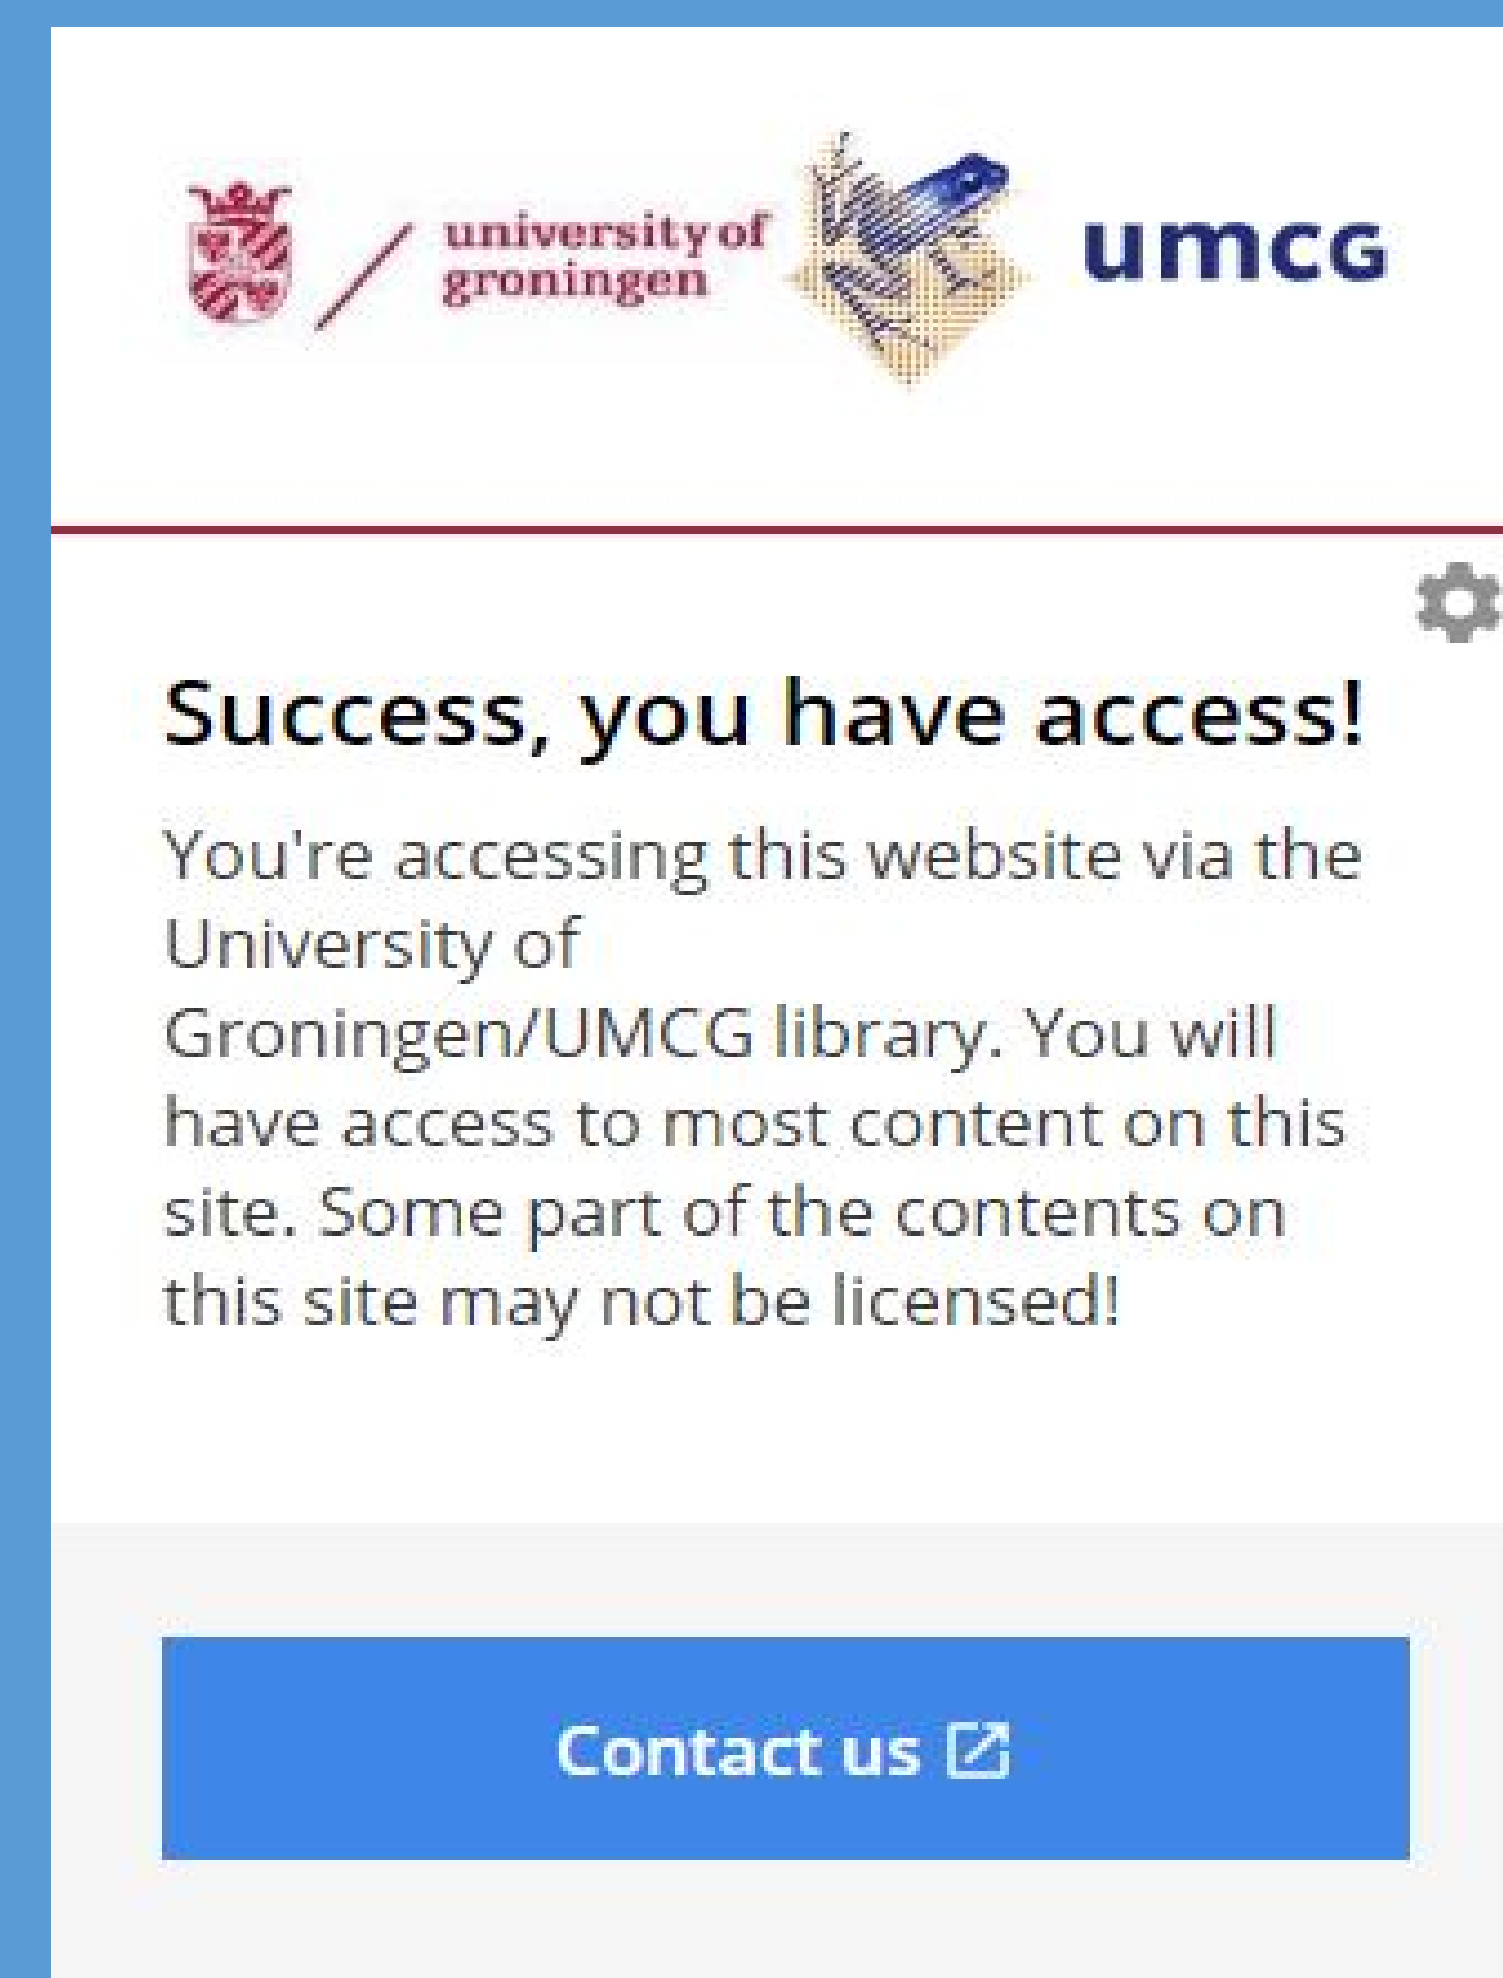 university of
groningen
umcg
Success, you have access!
You're accessing this website via the
University of
Groningen/UMCG library. You will
have access to most content on this
site. Some part of the contents on
this site may not be licensed!
Contact us